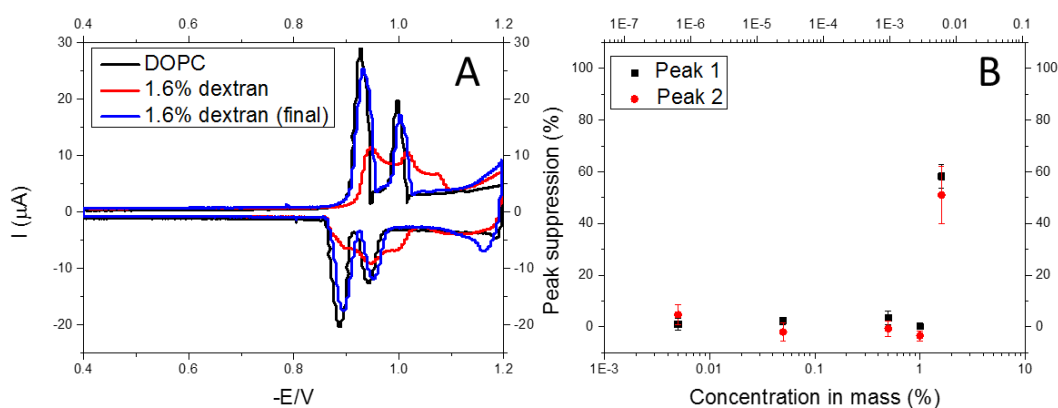 0.4 0.6 0.8 1.0 1.2
30
20
10
0
-10
-20
30
20
10
0
-10
-20
DOPC
1.6% dextran
1.6% dextran (final)
A
I (µA)
0.4 0.6 0.8 1.0 1.2
-E/V
1E-7 1E-6 1E-5 1E-4 1E-3 0.01 0.1
100
80
60
40
20
0
100
80
60
40
20
0
Peak 1
Peak 2
B
Peak suppression (%)
1E-3 0.01 0.1 1 10
Concentration in mass (%)